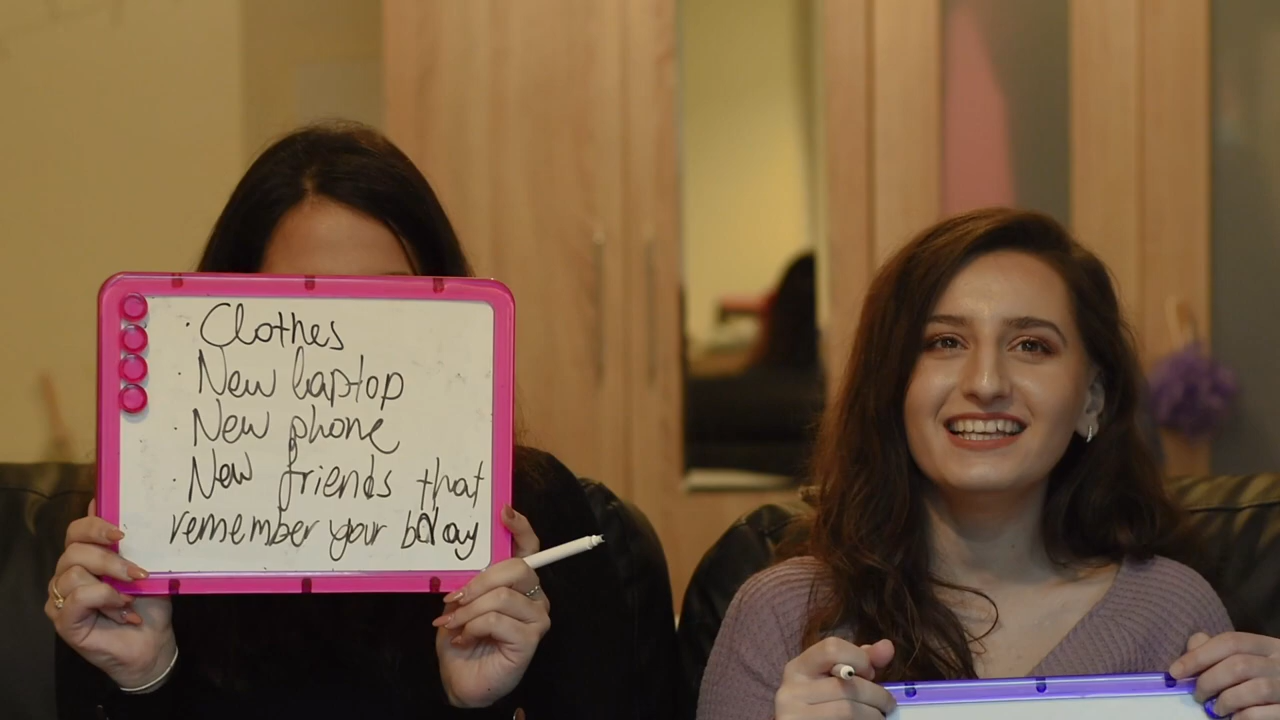 · Clothes
· New laptop
· New phone
· New friends that
remember your bday